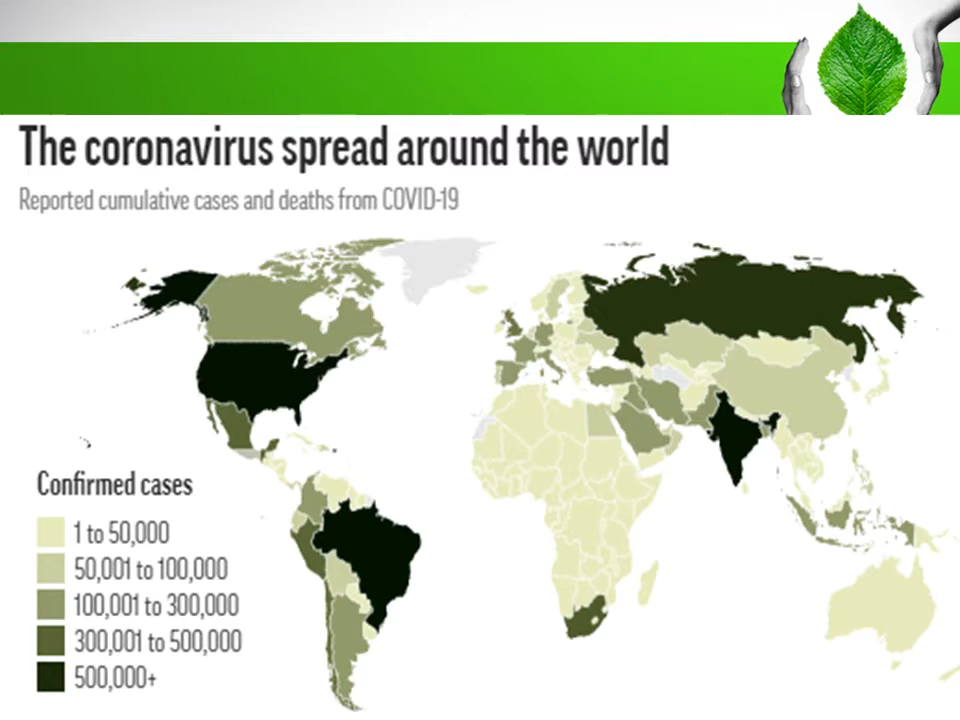 The coronavirus spread around the world
Reported cumulative cases and deaths from COVID-19
Confirmed cases
1 to 50,000
50,001 to 100,000
100,001 to 300,000
300,001 to 500,000
500,000+